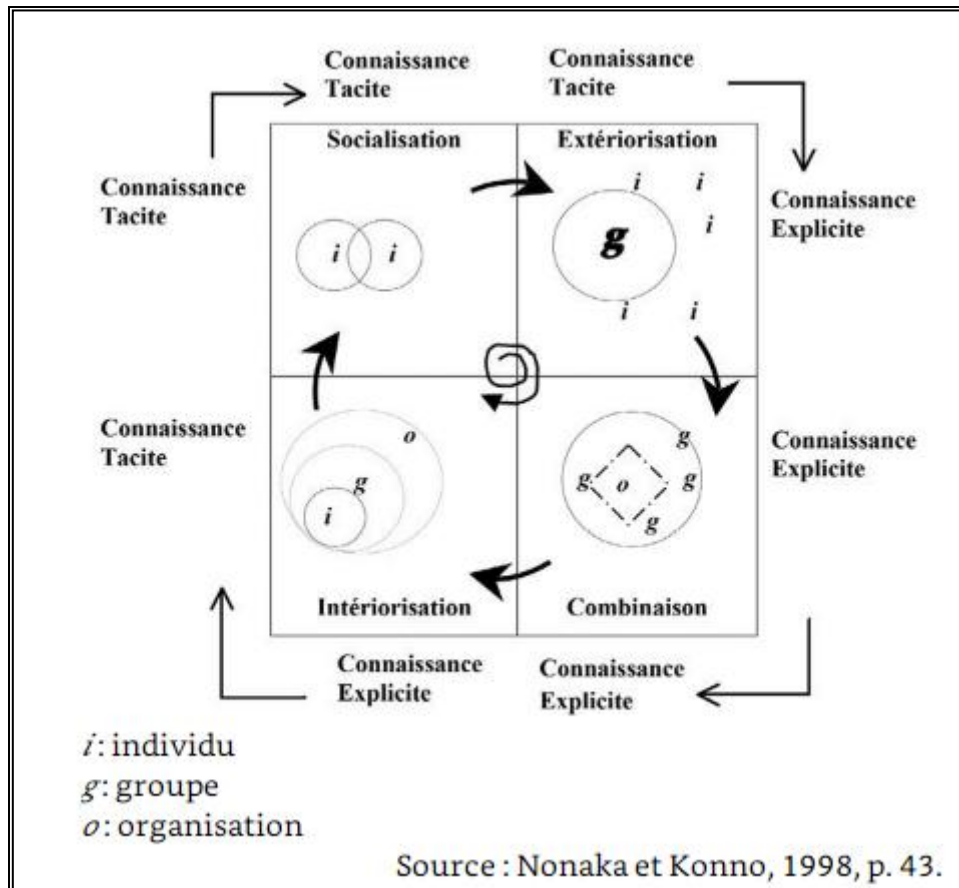 Connaissance
Tacite
Connaissance
Tacite
Socialisation
Extériorisation
Connaissance
Tacite
Connaissance
Explicite
i
i
i
i
i
g
i
i
Connaissance
Tacite
Connaissance
Explicite
o
g
i
g
g
o
g
g
Intériorisation
Combinaison
Connaissance
Explicite
Connaissance
Explicite
i: individu
g: groupe
o: organisation
Source : Nonaka et Konno, 1998, p. 43.